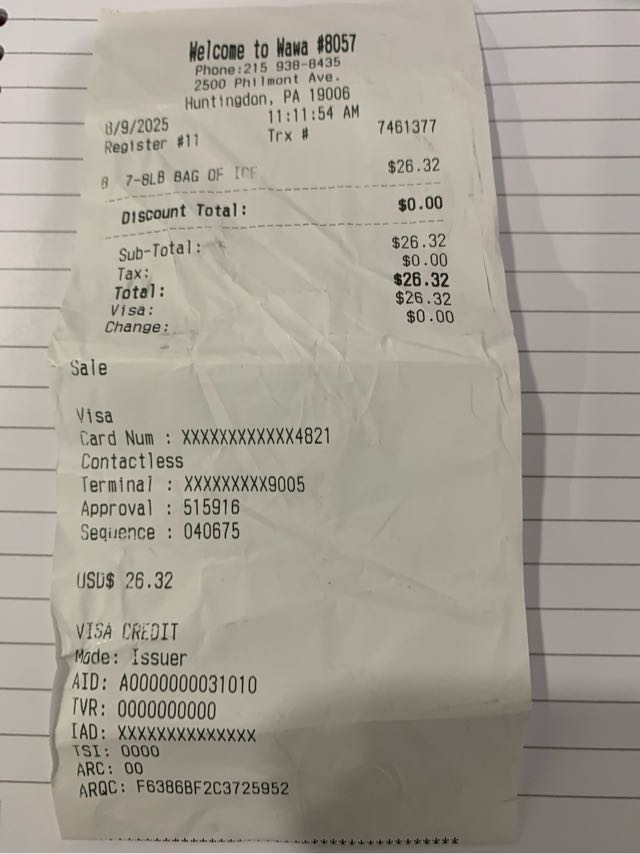 Welcome to Wawa #8057
Phone:215 938-8435
2500 Philmont Ave.
Huntingdon, PA 19006
8/9/2025 11:11:54 AM
Register #11 Trx # 7461377
8 7-8LB BAG OF ICE $26.32
Discount Total: $0.00
Sub-Total: $26.32
Tax: $0.00
Total: $26.32
Visa: $26.32
Change: $0.00
Sale
Visa
Card Num : XXXXXXXXXXXX4821
Contactless
Terminal : XXXXXXXXX9005
Approval : 515916
Sequence : 040675
USD$ 26.32
VISA CREDIT
Mode: Issuer
AID: A0000000031010
TVR: 0000000000
IAD: XXXXXXXXXXXXXX
TSI: 0000
ARC: 00
ARQC: F6386BF2C3725952